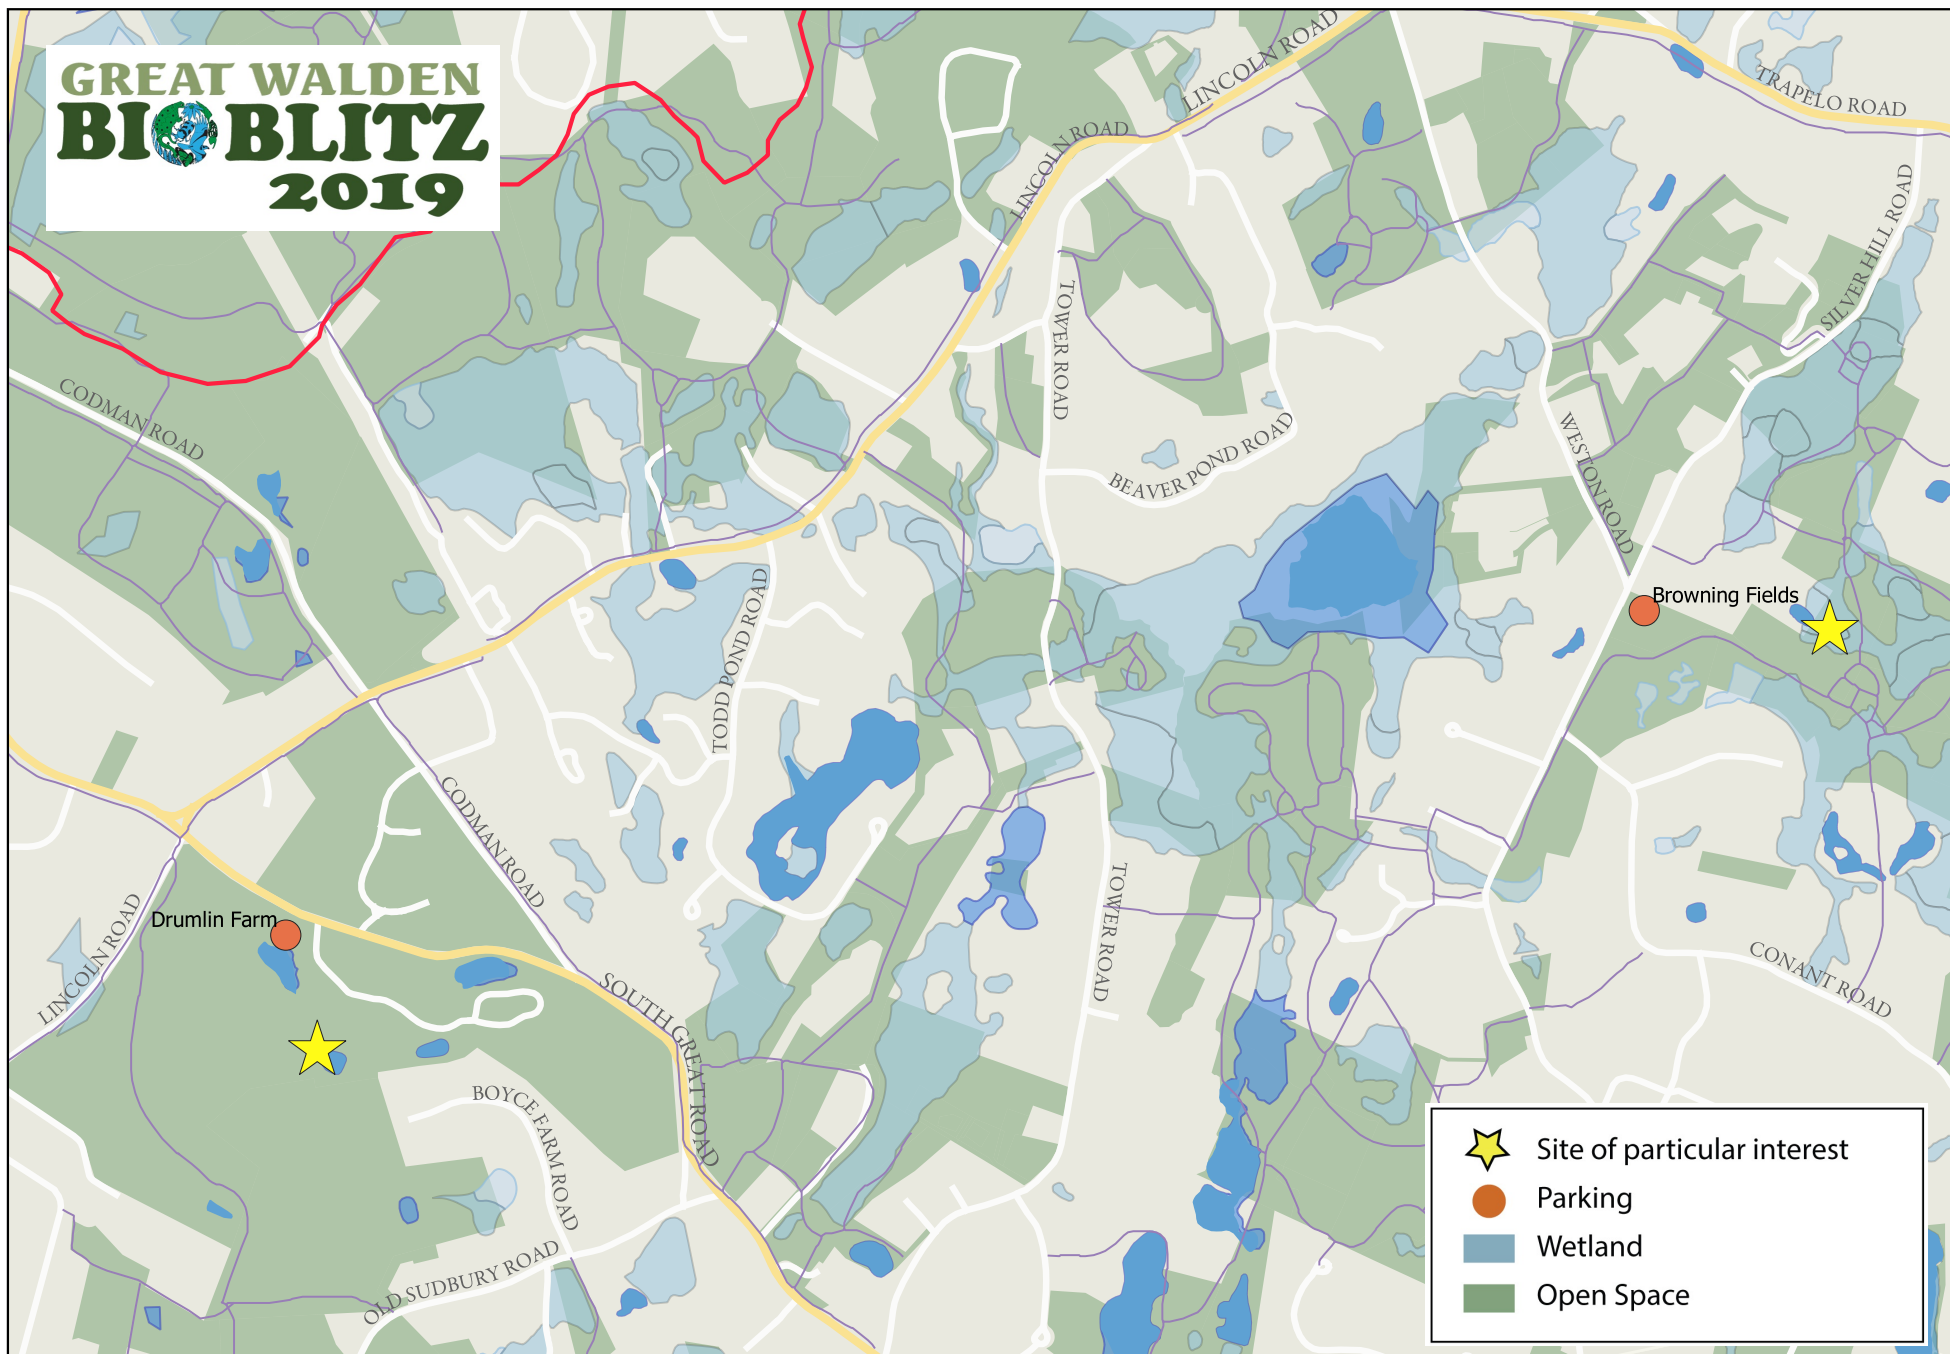 GREAT WALDEN
BIOBLITZ
2019
LINCOLN ROAD
TRAPELO ROAD
LINCOLN ROAD
SILVER HILL ROAD
TOWER ROAD
CODMAN ROAD
BEAVER POND ROAD
WESTON ROAD
Browning Fields
TODD POND ROAD
CODMAN ROAD
TOWER ROAD
Drumlin Farm
LINCOLN ROAD
CONANT ROAD
SOUTH GREAT ROAD
BOYCE FARM ROAD
OLD SUDBURY ROAD
Site of particular interest
Parking
Wetland
Open Space